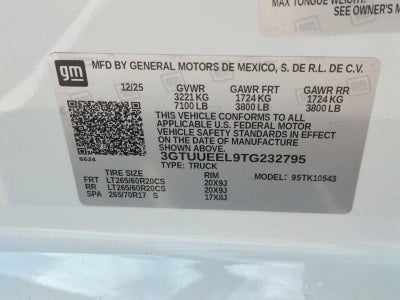 MAX TONGUE WEIGHT:
SEE OWNER'S M
gm
MFD BY GENERAL MOTORS DE MEXICO, S. DE R.L. DE C.V.
12/25 GVWR GAWR FRT GAWR RR
3221 KG 1724 KG 1724 KG
7100 LB 3800 LB 3800 LB
THIS VEHICLE CONFORMS TO ALL
APPLICABLE U.S. FEDERAL MOTOR
VEHICLE SAFETY STANDARDS IN
EFFECT ON THE DATE OF
MANUFACTURE SHOWN ABOVE.
8624
3GTUUEEL9TG232795
TYPE: TRUCK
MODEL: 95TK10543
TIRE SIZE RIM
FRT LT265/60R20CS 20X9J
RR LT265/60R20CS 20X9J
SPA 265/70R17 S 17X8J